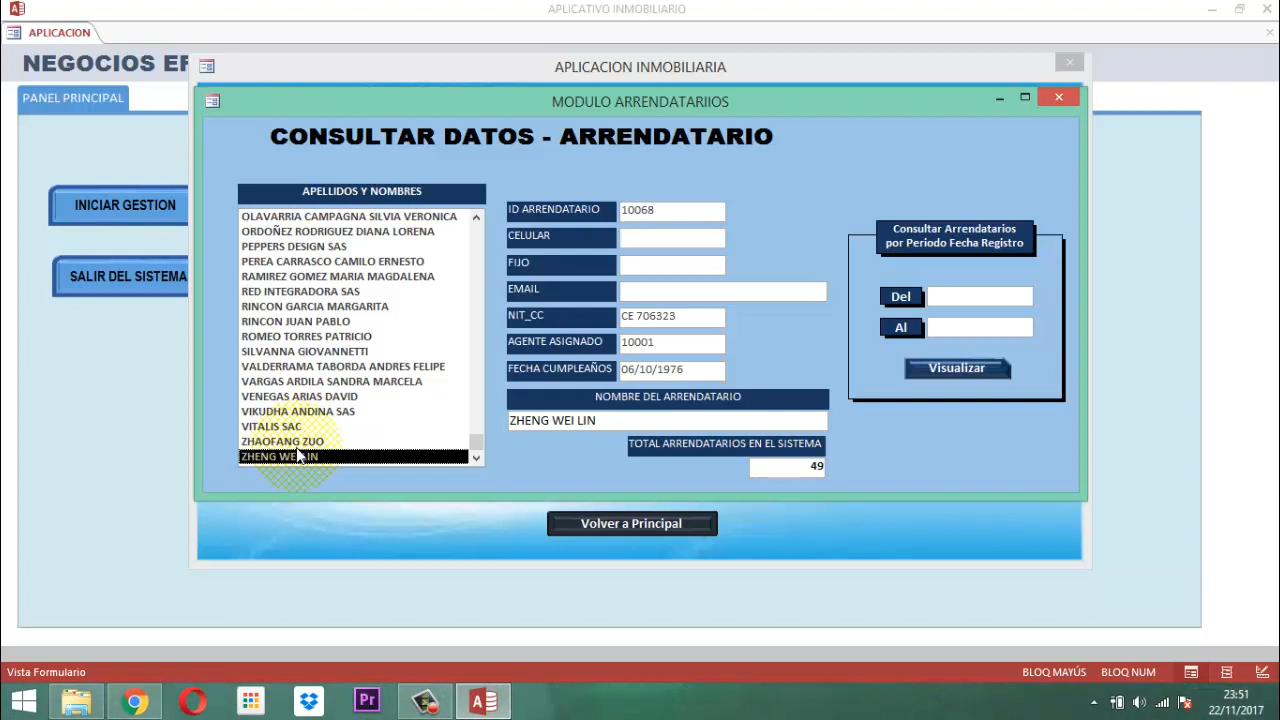 APLICATIVO INMOBILIARIO
APLICACION
NEGOCIOS EF
APLICACION INMOBILIARIA
PANEL PRINCIPAL
MODULO ARRENDATARIIOS
CONSULTAR DATOS - ARRENDATARIO
INICIAR GESTION
SALIR DEL SISTEMA
APELLIDOS Y NOMBRES
OLAVARRIA CAMPAGNA SILVIA VERONICA
ORDOÑEZ RODRIGUEZ DIANA LORENA
PEPPERS DESIGN SAS
PEREA CARRASCO CAMILO ERNESTO
RAMIREZ GOMEZ MARIA MAGDALENA
RED INTEGRADORA SAS
RINCON GARCIA MARGARITA
RINCON JUAN PABLO
ROMEO TORRES PATRICIO
SILVANNA GIOVANNETTI
VALDERRAMA TABORDA ANDRES FELIPE
VARGAS ARDILA SANDRA MARCELA
VENEGAS ARIAS DAVID
VIKUDHA ANDINA SAS
VITALIS SAC
ZHAOFANG ZUO
ZHENG WEI LIN
ID ARRENDATARIO 10068
CELULAR
FIJO
EMAIL
NIT_CC CE 706323
AGENTE ASIGNADO 10001
FECHA CUMPLEAÑOS 06/10/1976
NOMBRE DEL ARRENDATARIO
ZHENG WEI LIN
TOTAL ARRENDATARIOS EN EL SISTEMA
49
Consultar Arrendatarios
por Periodo Fecha Registro
Del
Al
Visualizar
Volver a Principal
Vista Formulario
BLOQ MAYÚS BLOQ NUM
Pr
23:51
22/11/2017